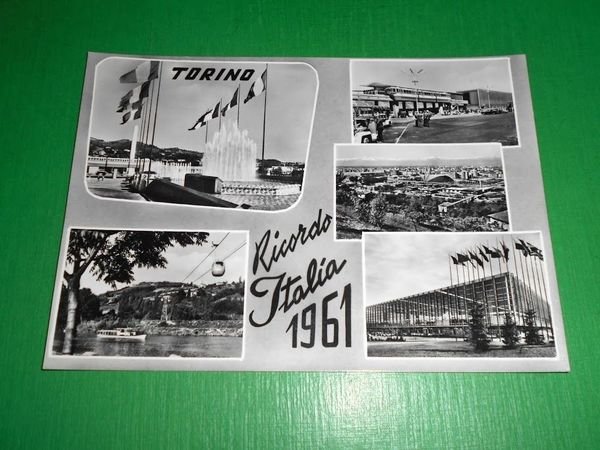 TORINO
Ricordo
Italia
1961